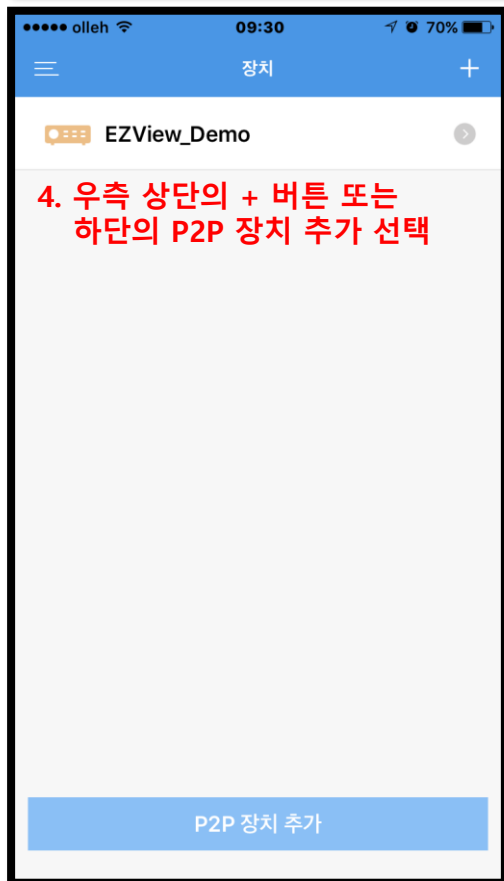 ●●●●● olleh 09:30 70%
장치 +
EZView_Demo
4. 우측 상단의 + 버튼 또는
하단의 P2P 장치 추가 선택
P2P 장치 추가